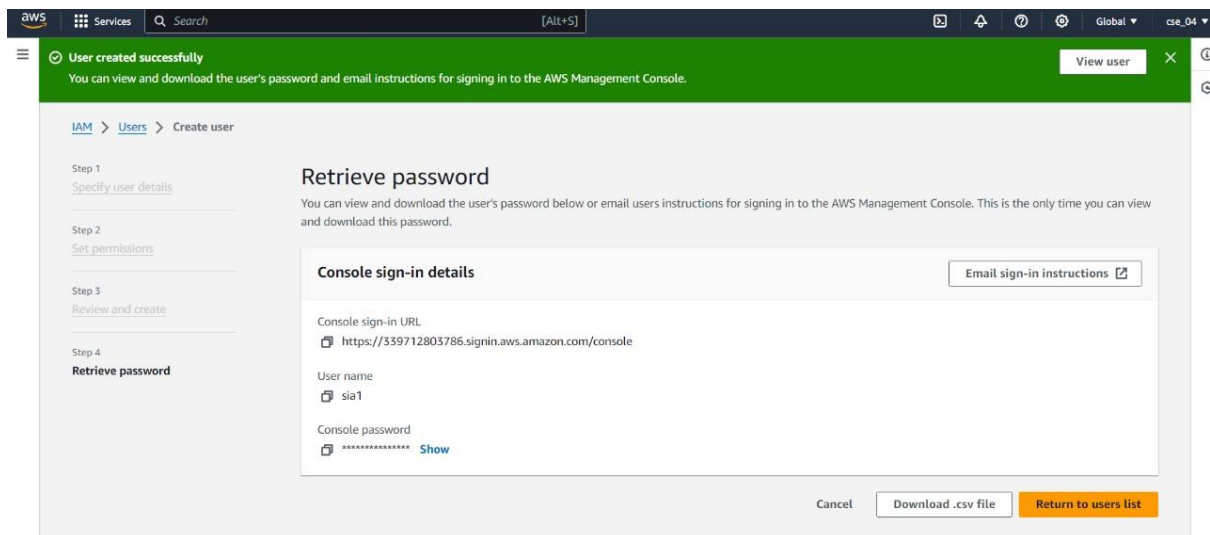 aws
Services
Search
[Alt+S]
Global
cse_04
User created successfully
You can view and download the user's password and email instructions for signing in to the AWS Management Console.
View user
IAM > Users > Create user
Step 1
Specify user details
Step 2
Set permissions
Step 3
Review and create
Step 4
Retrieve password
Retrieve password
You can view and download the user's password below or email users instructions for signing in to the AWS Management Console. This is the only time you can view
and download this password.
Console sign-in details
Email sign-in instructions
Console sign-in URL
https://339712803786.signin.aws.amazon.com/console
User name
sia1
Console password
*************** Show
Cancel
Download .csv file
Return to users list